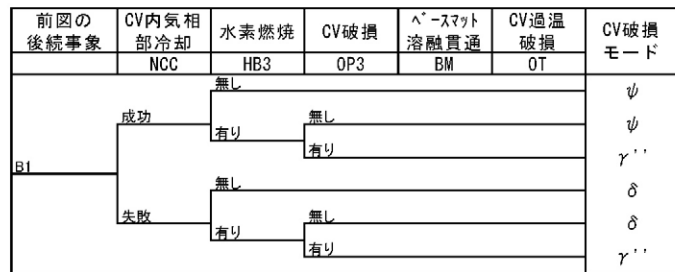 前図の
後続事象
CV内気相
部冷却
水素燃焼
CV破損
ベースマット
溶融貫通
CV過温
破損
CV破損
モード
NCC
HB3
OP3
BM
OT
無し
ψ
成功
無し
ψ
有り
有り
γ''
B1
無し
δ
失敗
無し
δ
有り
有り
γ''